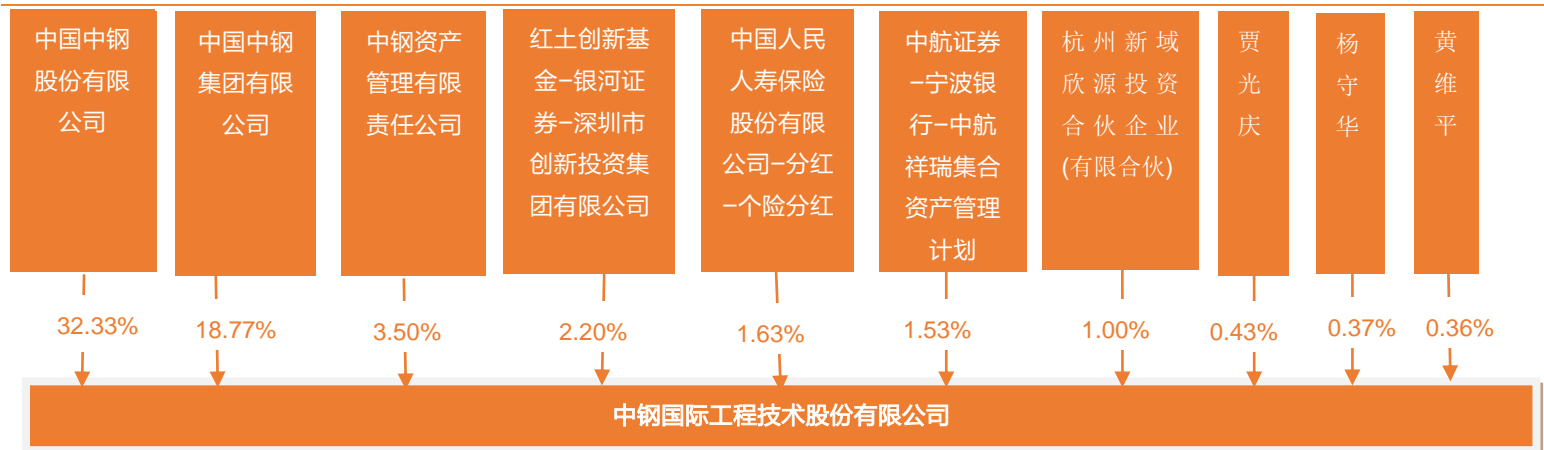 中国中钢
股份有限
公司
中国中钢
集团有限
公司
中钢资产
管理有限
责任公司
红土创新基
金–银河证
券–深圳市
创新投资集
团有限公司
中国人民
人寿保险
股份有限
公司–分红
–个险分红
中航证券
–宁波银
行–中航
祥瑞集合
资产管理
计划
杭州新域
欣源投资
合伙企业
(有限合伙)
贾
光
庆
杨
守
华
黄
维
平
32.33%
18.77%
3.50%
2.20%
1.63%
1.53%
1.00%
0.43%
0.37%
0.36%
中钢国际工程技术股份有限公司